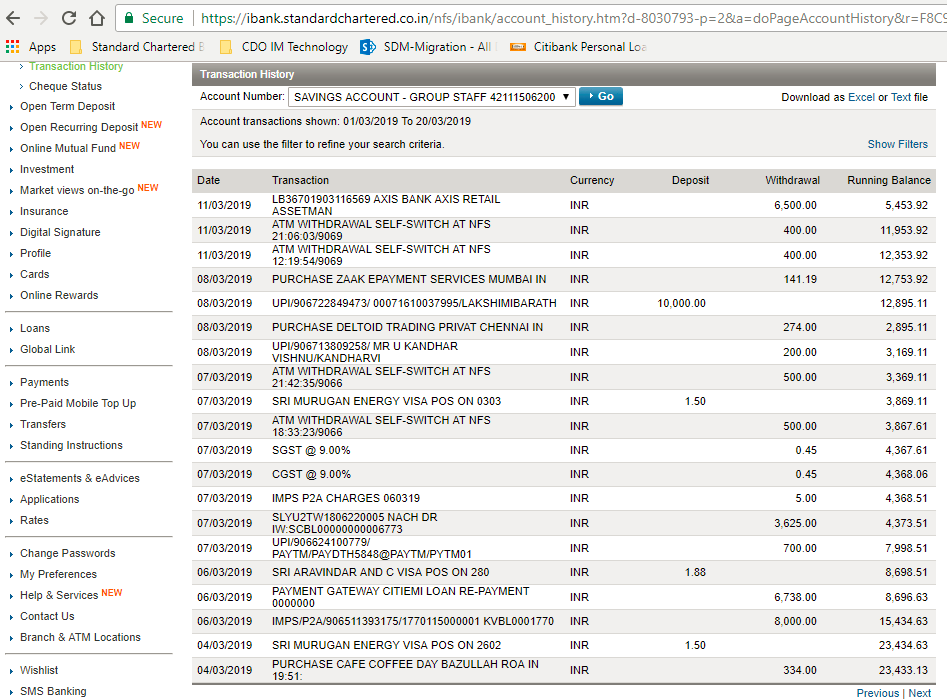 Secure https://ibank.standardchartered.co.in/nfs/ibank/account_history.htm?d-8030793-p=2&a=doPageAccountHistory&r=F8C9
Apps Standard Chartered B CDO IM Technology SDM-Migration - All Citibank Personal Loa
Transaction History
Cheque Status
Open Term Deposit
Open Recurring Deposit NEW
Online Mutual Fund NEW
Investment
Market views on-the-go NEW
Insurance
Digital Signature
Profile
Cards
Online Rewards
Loans
Global Link
Payments
Pre-Paid Mobile Top Up
Transfers
Standing Instructions
eStatements & eAdvices
Applications
Rates
Change Passwords
My Preferences
Help & Services NEW
Contact Us
Branch & ATM Locations
Wishlist
SMS Banking
Transaction History
Account Number: SAVINGS ACCOUNT - GROUP STAFF 42111506200 Go Download as Excel or Text file
Account transactions shown: 01/03/2019 To 20/03/2019
You can use the filter to refine your search criteria. Show Filters
Date Transaction Currency Deposit Withdrawal Running Balance
11/03/2019 LB36701903116569 AXIS BANK AXIS RETAIL INR 6,500.00 5,453.92
ASSETMAN
11/03/2019 ATM WITHDRAWAL SELF-SWITCH AT NFS INR 400.00 11,953.92
21:06:03/9069
11/03/2019 ATM WITHDRAWAL SELF-SWITCH AT NFS INR 400.00 12,353.92
12:19:54/9069
08/03/2019 PURCHASE ZAAK EPAYMENT SERVICES MUMBAI IN INR 141.19 12,753.92
08/03/2019 UPI/906722849473/ 00071610037995/LAKSHIMIBARATH INR 10,000.00 12,895.11
08/03/2019 PURCHASE DELTOID TRADING PRIVAT CHENNAI IN INR 274.00 2,895.11
08/03/2019 UPI/906713809258/ MR U KANDHAR INR 200.00 3,169.11
VISHNU/KANDHARVI
07/03/2019 ATM WITHDRAWAL SELF-SWITCH AT NFS INR 500.00 3,369.11
21:42:35/9066
07/03/2019 SRI MURUGAN ENERGY VISA POS ON 0303 INR 1.50 3,869.11
07/03/2019 ATM WITHDRAWAL SELF-SWITCH AT NFS INR 500.00 3,867.61
18:33:23/9066
07/03/2019 SGST @ 9.00% INR 0.45 4,367.61
07/03/2019 CGST @ 9.00% INR 0.45 4,368.06
07/03/2019 IMPS P2A CHARGES 060319 INR 5.00 4,368.51
07/03/2019 SLYU2TW1806220005 NACH DR INR 3,625.00 4,373.51
IW:SCBL00000000006773
07/03/2019 UPI/906624100779/ INR 700.00 7,998.51
PAYTM/PAYDTH5848@PAYTM/PYTM01
06/03/2019 SRI ARAVINDAR AND C VISA POS ON 280 INR 1.88 8,698.51
06/03/2019 PAYMENT GATEWAY CITIEMI LOAN RE-PAYMENT INR 6,738.00 8,696.63
0000000
06/03/2019 IMPS/P2A/906511393175/1770115000001 KVBL0001770 INR 8,000.00 15,434.63
04/03/2019 SRI MURUGAN ENERGY VISA POS ON 2602 INR 1.50 23,434.63
04/03/2019 PURCHASE CAFE COFFEE DAY BAZULLAH ROA IN INR 334.00 23,433.13
19:51:
Previous | Next